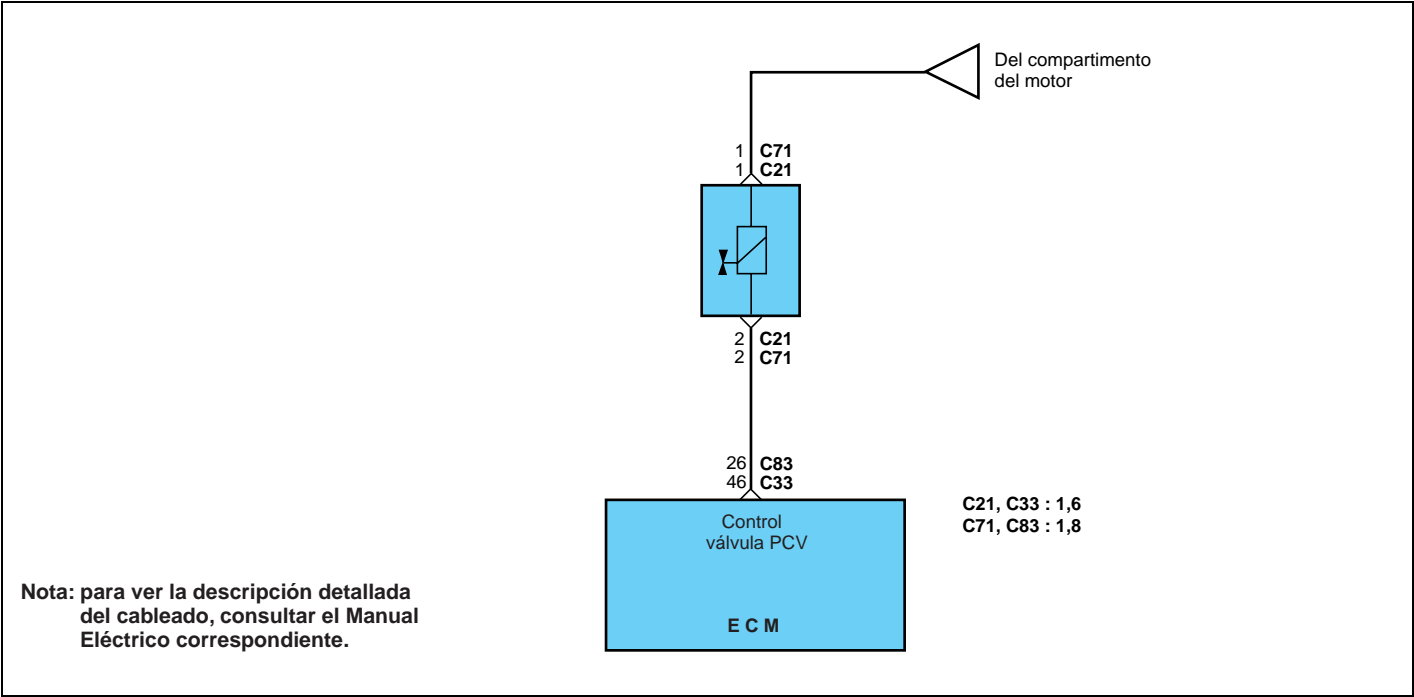 Del compartimento
del motor
1 C71
1 C21
2 C21
2 C71
26 C83
46 C33
Control
válvula PCV
E C M
C21, C33 : 1,6
C71, C83 : 1,8
Nota: para ver la descripción detallada
del cableado, consultar el Manual
Eléctrico correspondiente.